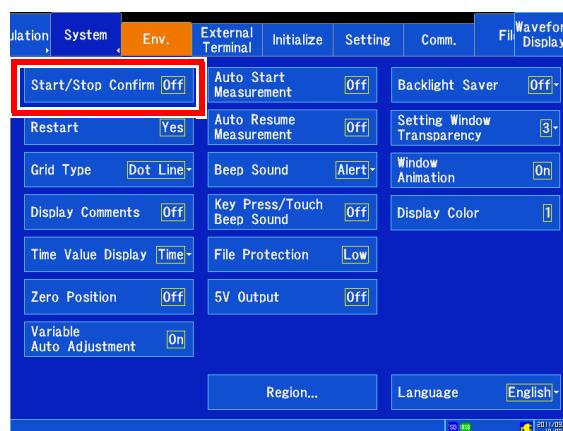 ulation System Env. External Terminal Initialize Setting Comm. Fil Wavefor Display
Start/Stop Confirm Off
Auto Start Measurement Off
Backlight Saver Off
Restart Yes
Auto Resume Measurement Off
Setting Window Transparency 3
Grid Type Dot Line
Beep Sound Alert
Window Animation On
Display Comments Off
Key Press/Touch Beep Sound Off
Display Color 1
Time Value Display Time
File Protection Low
Zero Position Off
5V Output Off
Variable Auto Adjustment On
Region...
Language English
SD